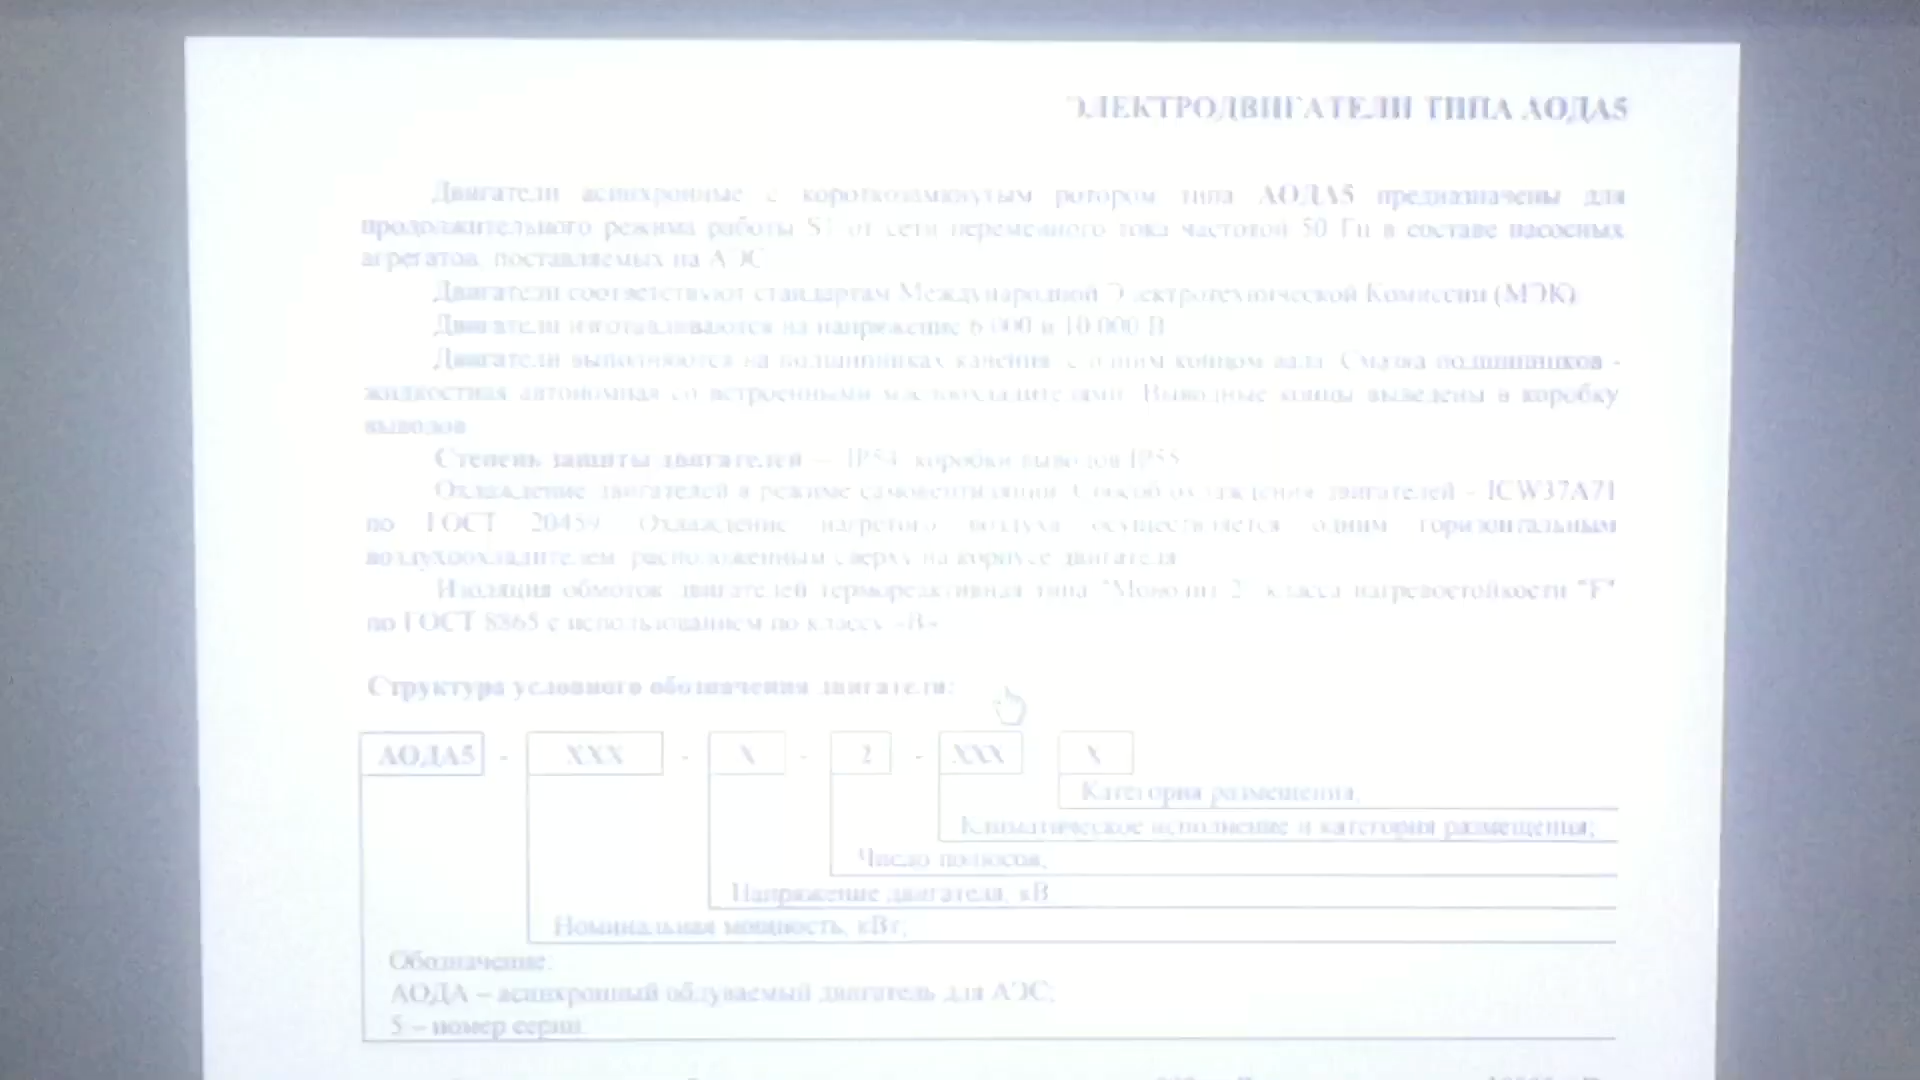 ЭЛЕКТРОДВИГАТЕЛИ ТИПА АОДА5
Двигатели асинхронные с короткозамкнутым ротором типа АОДА5 предназначены для
продолжительного режима работы S1 от сети переменного тока частотой 50 Гц в составе насосных
агрегатов, поставляемых на АЭС.
Двигатели соответствуют стандартам Международной Электротехнической Комиссии (МЭК).
Двигатели изготавливаются на напряжение 6 000 и 10 000 В.
Двигатели выполняются на подшипниках качения, с одним концом вала. Смазка подшипников -
жидкостная автономная со встроенными маслоохладителями. Выводные концы выведены в коробку
выводов.
Степень защиты двигателей — IP54, коробки выводов IP55.
Охлаждение двигателей в режиме самовентиляции. Способ охлаждения двигателей - ICW37A71
по ГОСТ 20459. Охлаждение нагретого воздуха осуществляется одним горизонтальным
воздухоохладителем, расположенным сверху на корпусе двигателя.
Изоляция обмоток двигателей термореактивная типа "Монолит 2" класса нагревостойкости "F"
по ГОСТ 8865 с использованием по классу «В».
Структура условного обозначения двигателя:
АОДА5 - XXX - X - 2 - XXX X
Категория размещения;
Климатическое исполнение и категория размещения;
Число полюсов;
Напряжение двигателя, кВ
Номинальная мощность, кВт;
Обозначение:
АОДА – асинхронный обдуваемый двигатель для АЭС;
5 – номер серии.